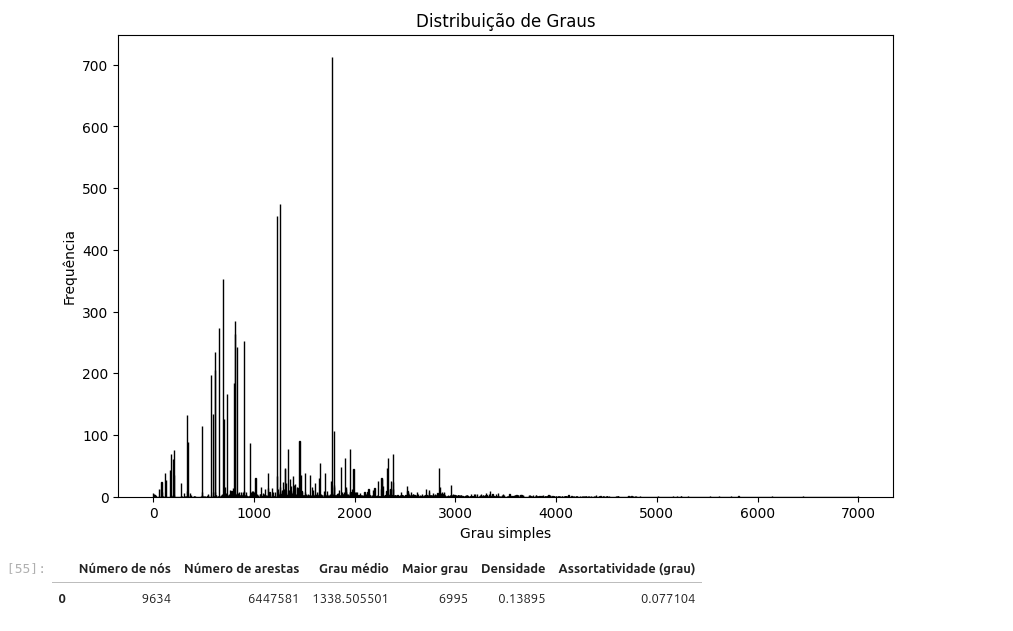 Distribuição de Graus
700
600
500
400
300
200
100
0
Frequência
0 1000 2000 3000 4000 5000 6000 7000
Grau simples
[55]: Número de nós Número de arestas Grau médio Maior grau Densidade Assortatividade (grau)
0 9634 6447581 1338.505501 6995 0.13895 0.077104